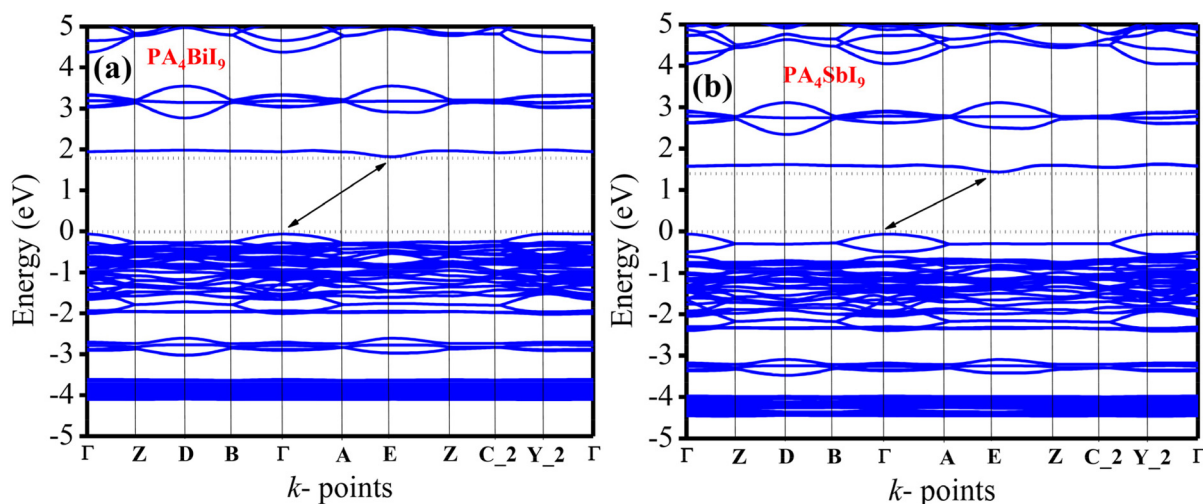 (a)
PA₄BiI₉
Energy (eV)
5
4
3
2
1
0
-1
-2
-3
-4
-5
Γ Z D B Γ A E Z C_2 Y_2 Γ
k- points
(b)
PA₄SbI₉
Energy (eV)
5
4
3
2
1
0
-1
-2
-3
-4
-5
Γ Z D B Γ A E Z C_2 Y_2 Γ
k- points